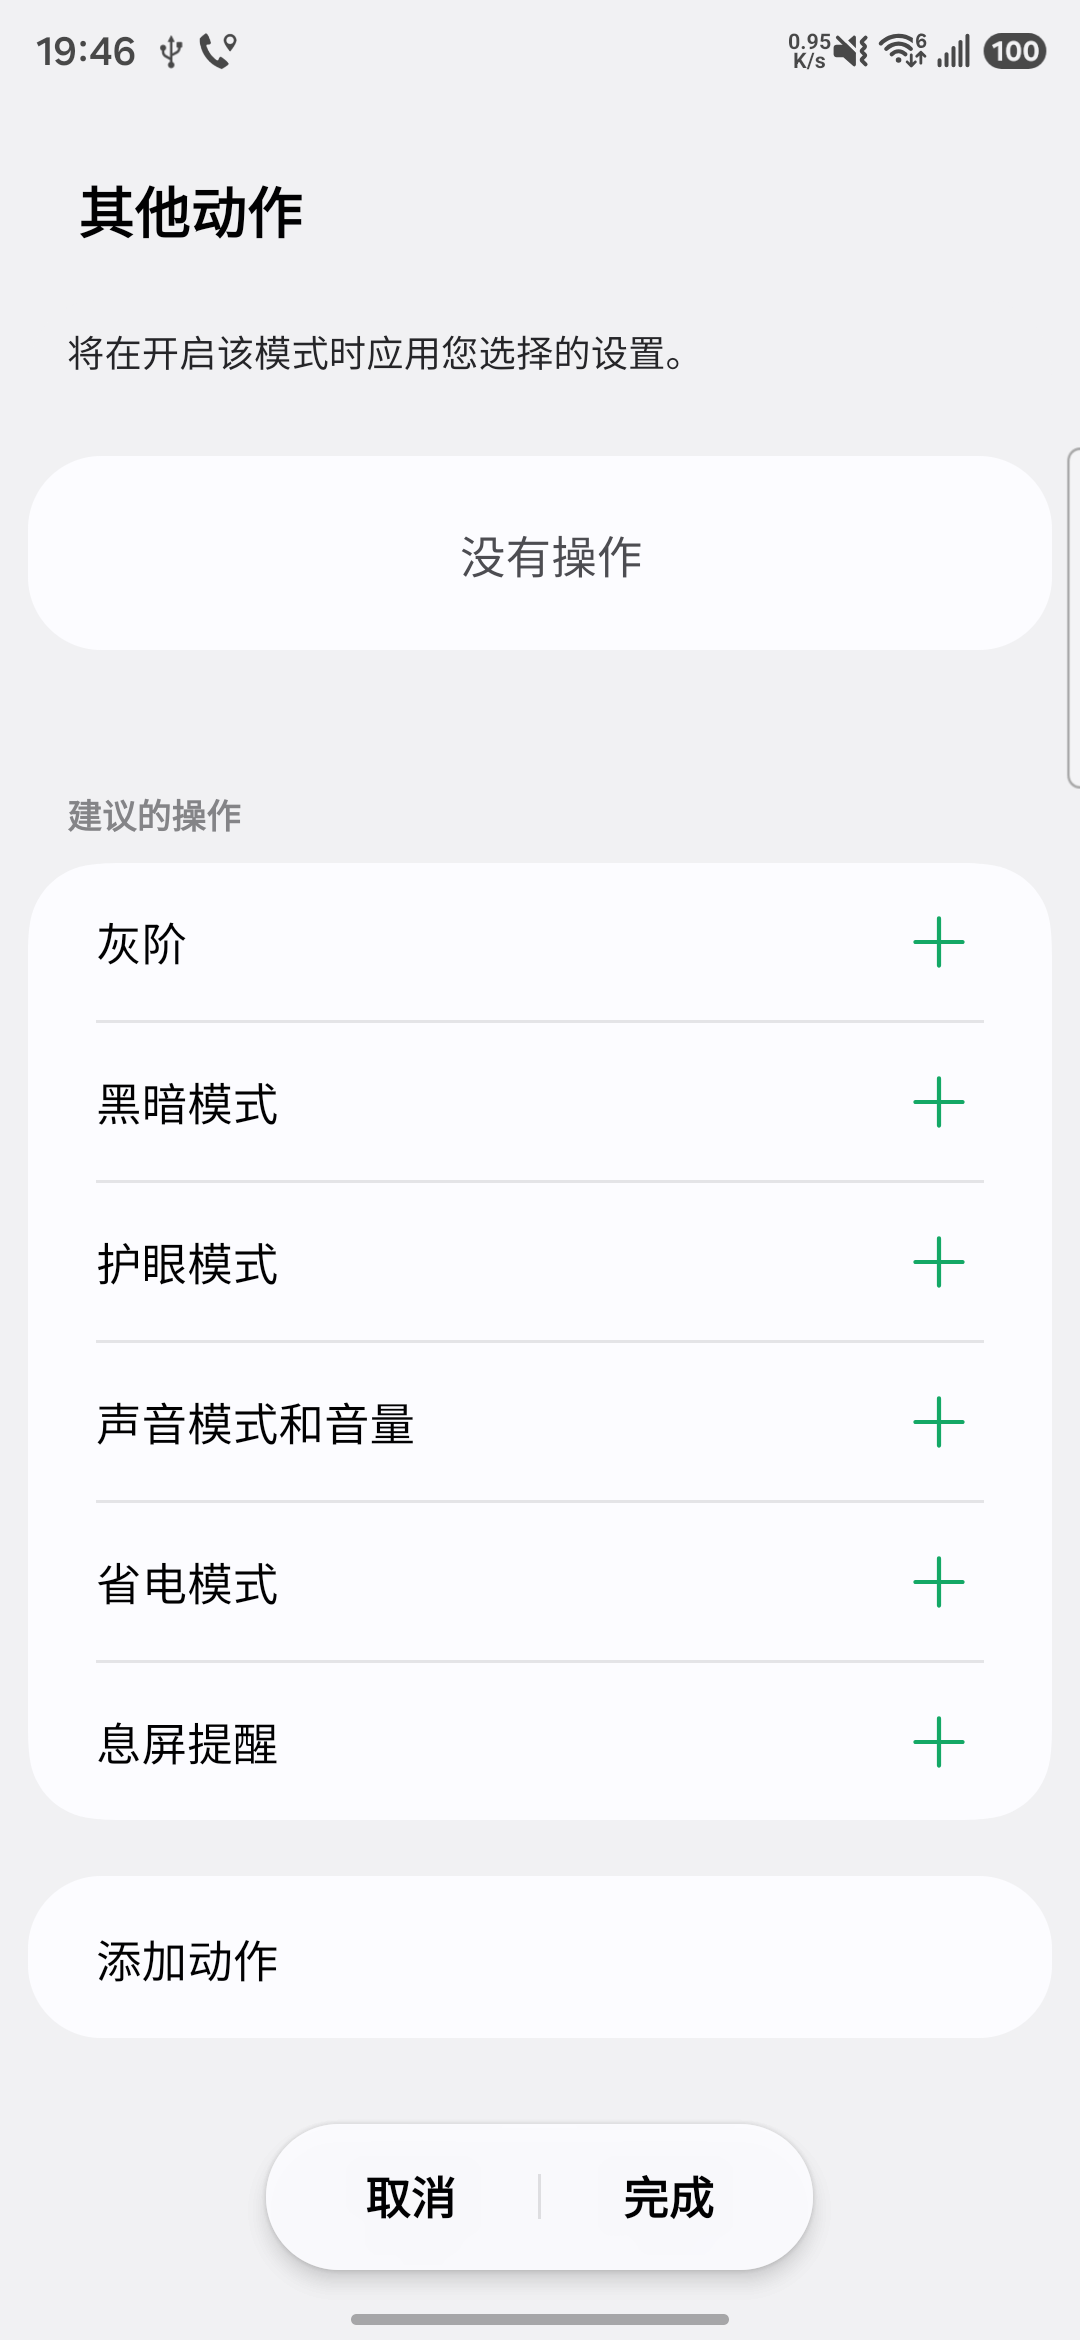 19:46
0.95
K/s
6
100
其他动作
将在开启该模式时应用您选择的设置。
没有操作
建议的操作
灰阶
黑暗模式
护眼模式
声音模式和音量
省电模式
息屏提醒
添加动作
取消
完成